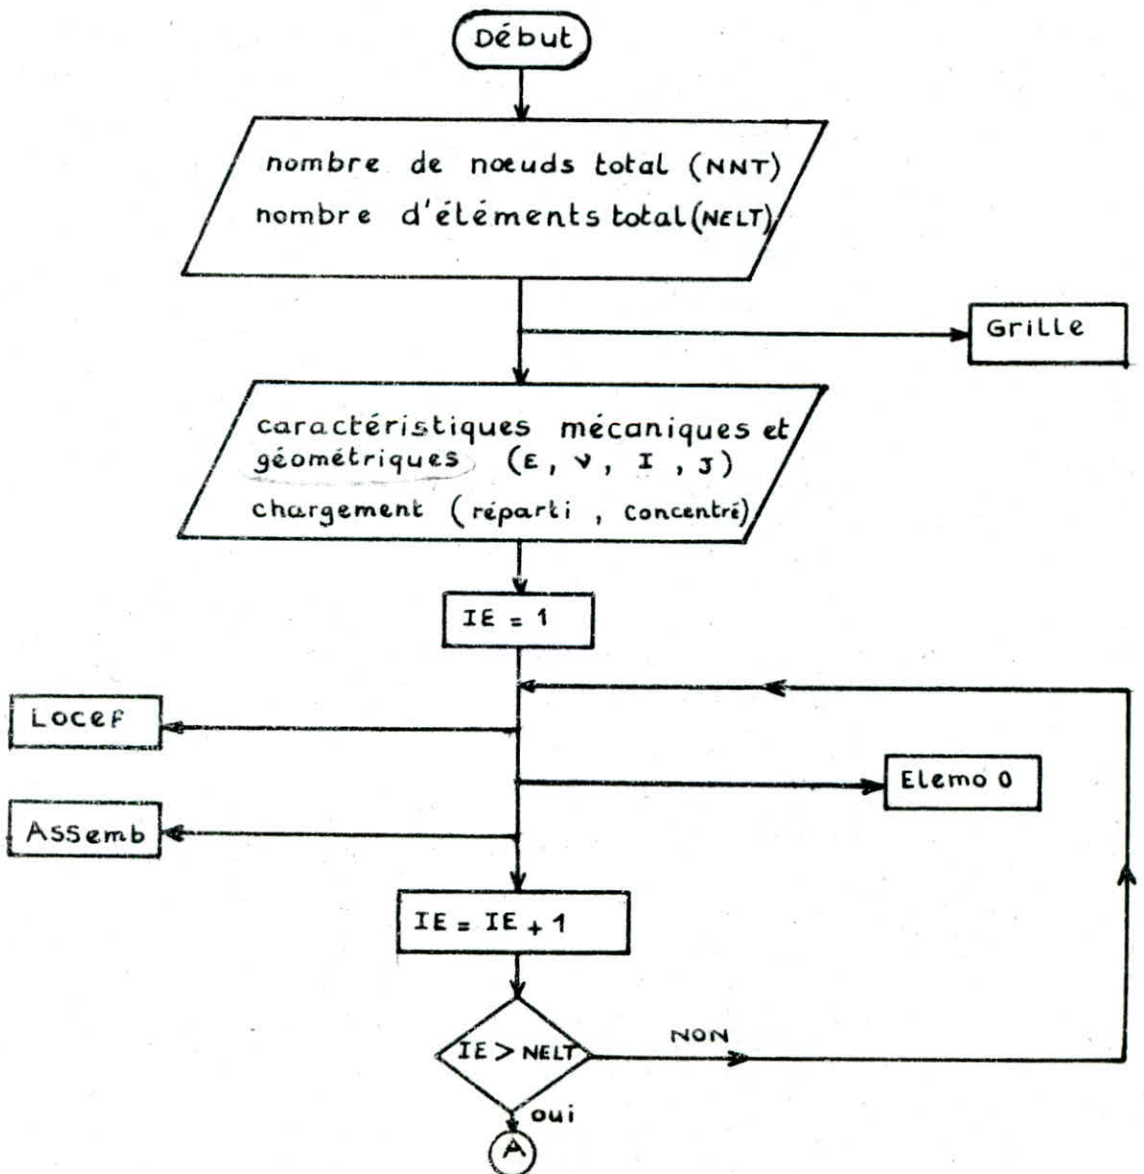 Début
nombre de nœuds total (NNT)
nombre d'éléments total (NELT)
Grille
caractéristiques mécaniques et
géométriques (E, ν, I, J)
chargement (réparti, concentré)
IE = 1
Locef
Elemo 0
Assemb
IE = IE + 1
IE > NELT
NON
oui
A